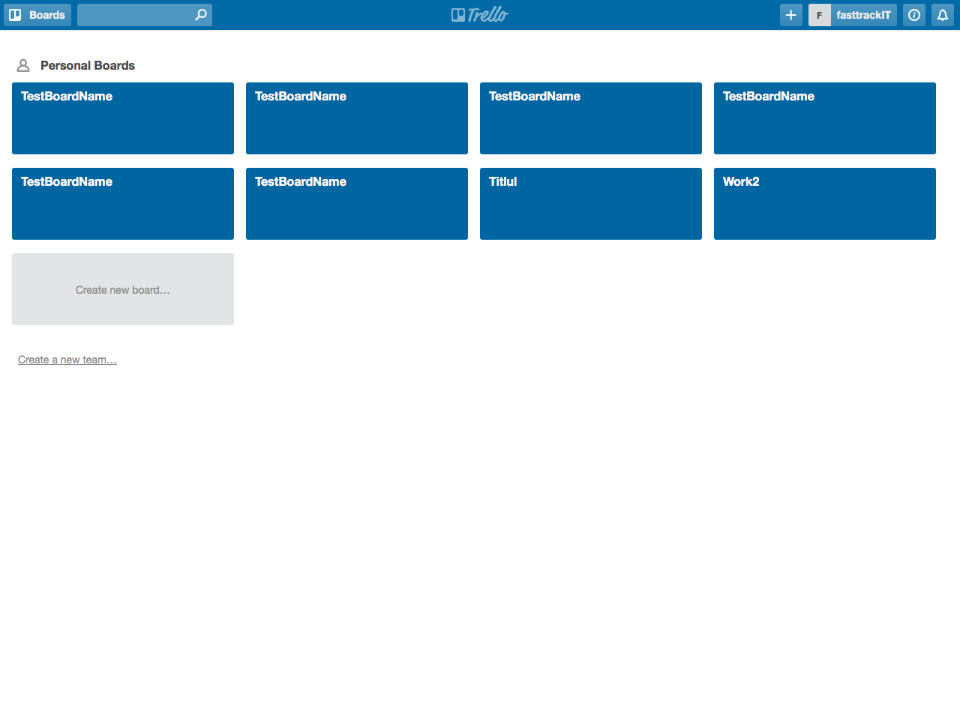 Boards
Trello
F fasttrackIT
Personal Boards
TestBoardName TestBoardName TestBoardName TestBoardName
TestBoardName TestBoardName Titlul Work2
Create new board…
Create a new team…